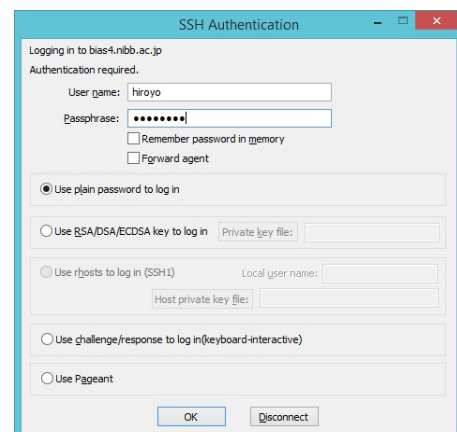 SSH Authentication
Logging in to bias4.nibb.ac.jp
Authentication required.
User name: hiroyo
Passphrase: ●●●●●●●●
Remember password in memory
Forward agent
Use plain password to log in
Use RSA/DSA/ECDSA key to log in Private key file:
Use rhosts to log in (SSH1) Local user name:
Host private key file:
Use challenge/response to log in(keyboard-interactive)
Use Pageant
OK Disconnect